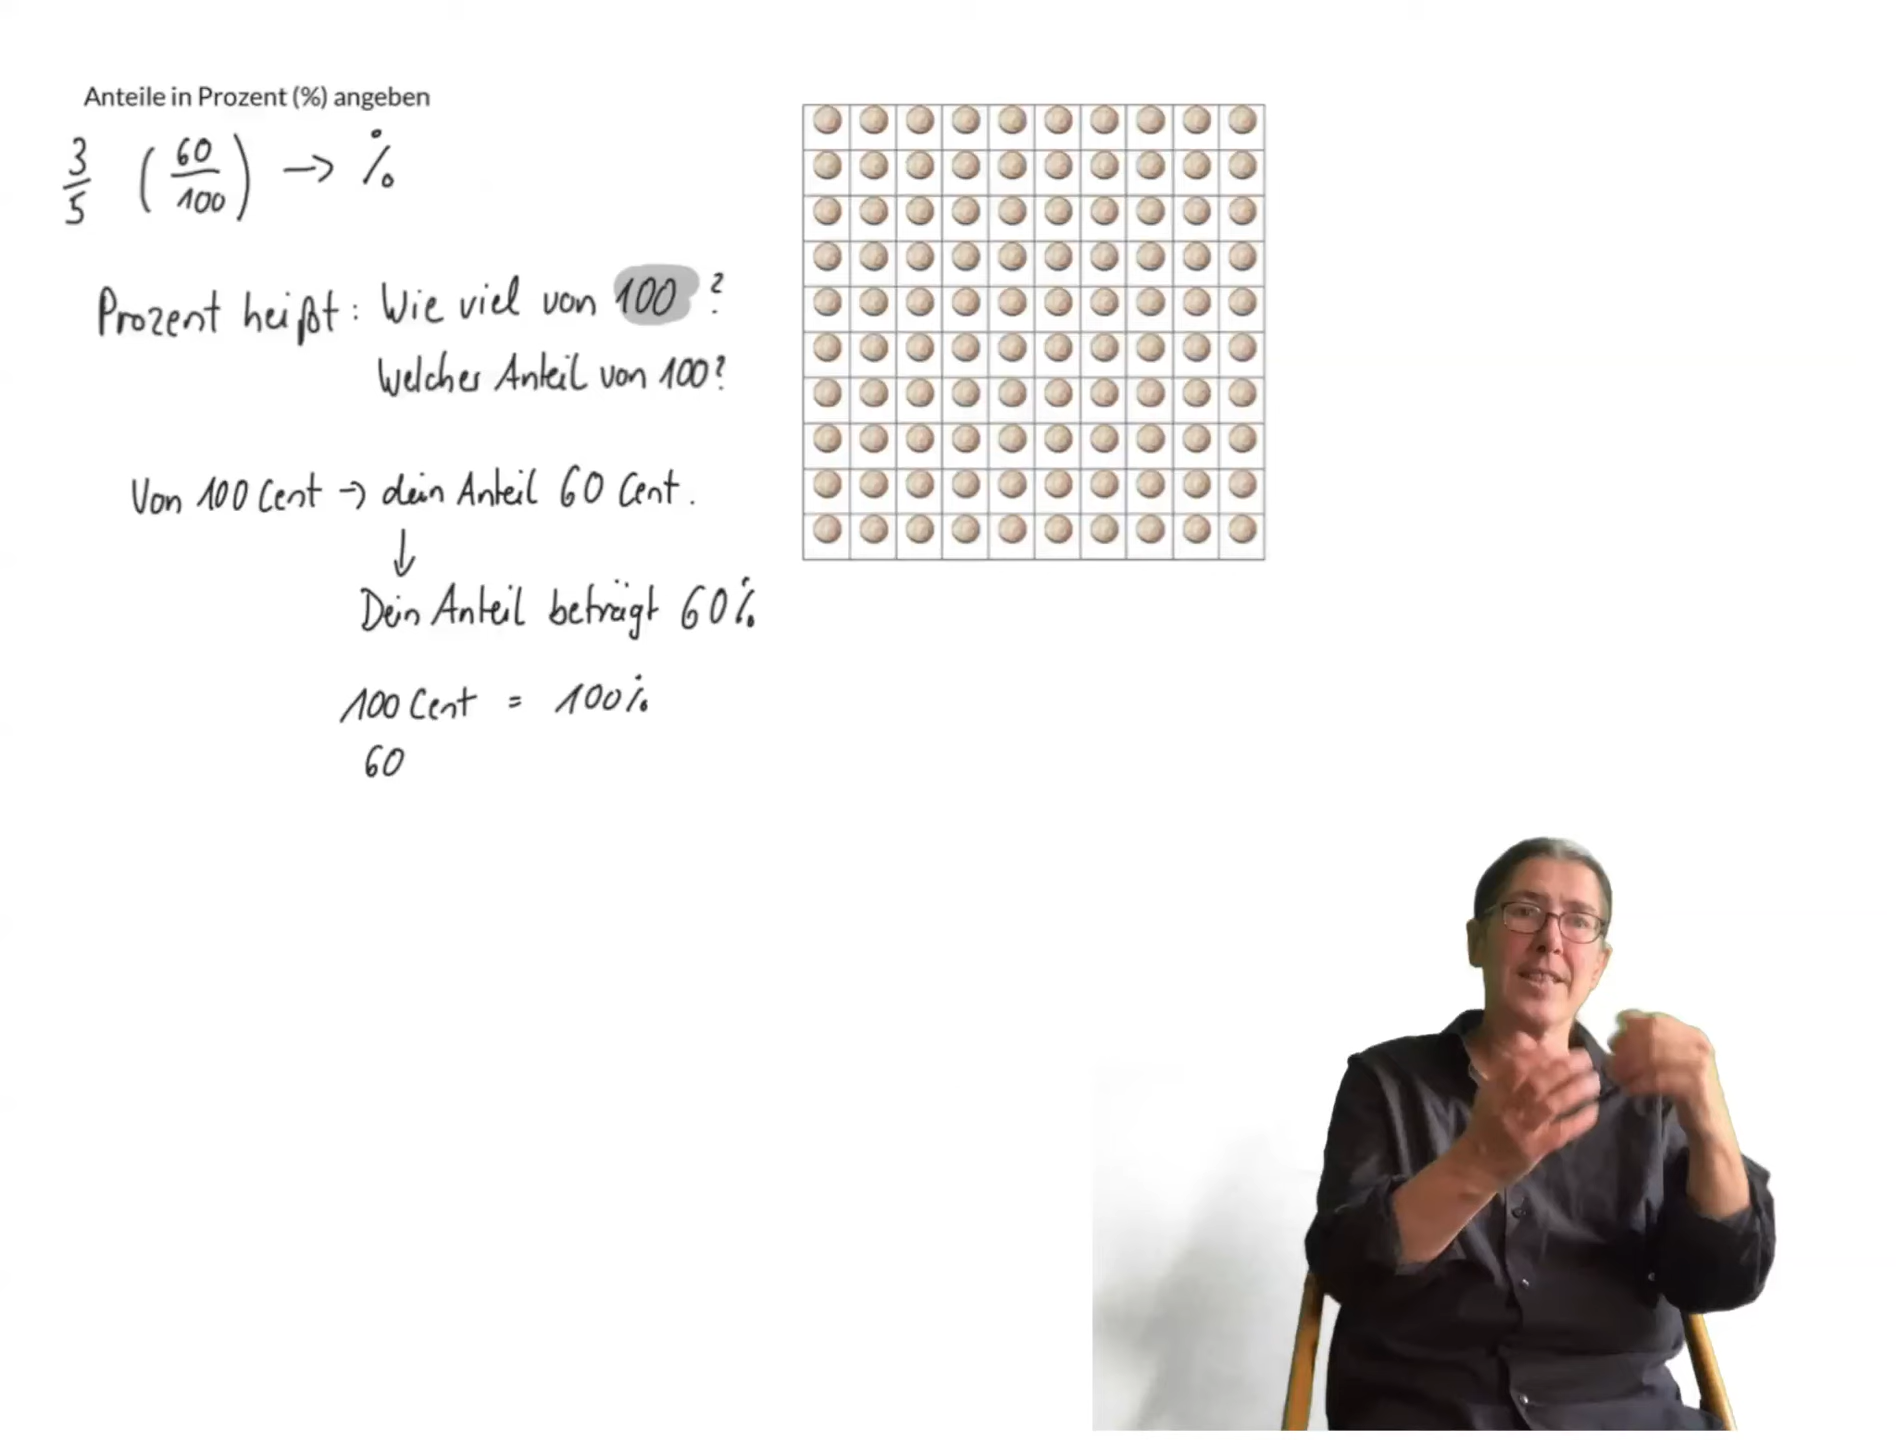 Anteile in Prozent (%) angeben
3/5 (60/100) → %
Prozent heißt: Wie viel von 100?
Welcher Anteil von 100?
Von 100 Cent → dein Anteil 60 Cent.
↓
Dein Anteil beträgt 60%
100 Cent = 100%
60